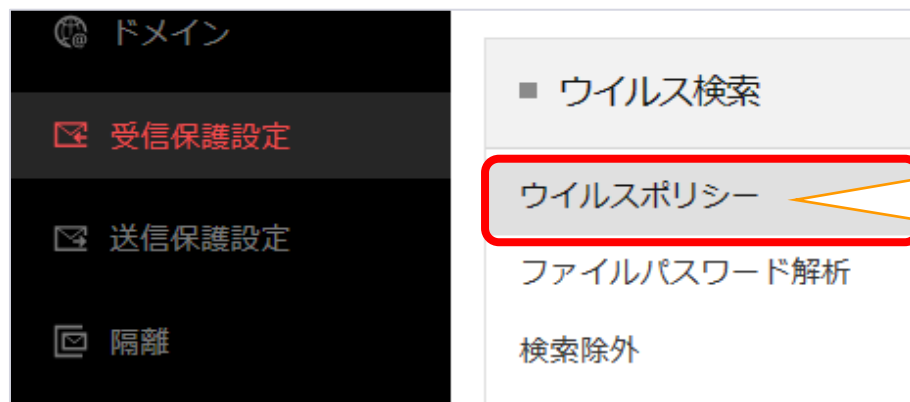 ドメイン
受信保護設定
送信保護設定
隔離
ウイルス検索
ウイルスポリシー
ファイルパスワード解析
検索除外